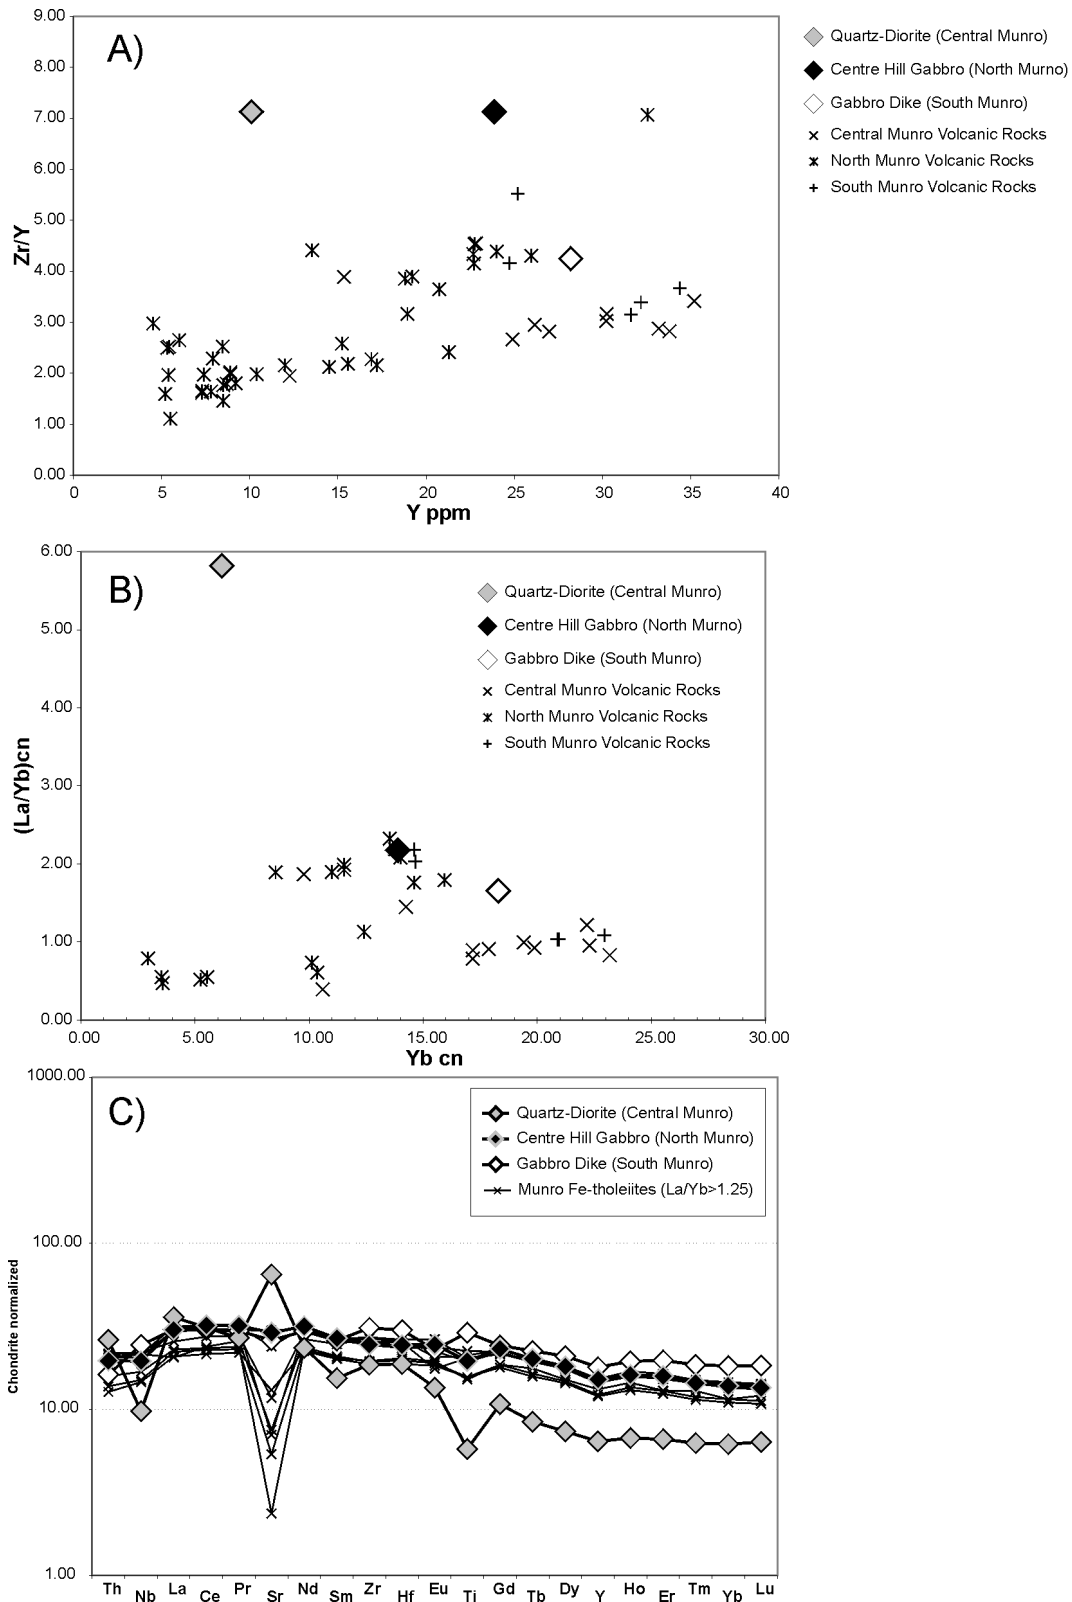 A)
9.00
8.00
7.00
6.00
5.00
4.00
3.00
2.00
1.00
0.00
Zr/Y
0 5 10 15 20 25 30 35 40
Y ppm
Quartz-Diorite (Central Munro)
Centre Hill Gabbro (North Murno)
Gabbro Dike (South Munro)
Central Munro Volcanic Rocks
North Munro Volcanic Rocks
South Munro Volcanic Rocks
B)
6.00
5.00
4.00
3.00
2.00
1.00
0.00
(La/Yb)cn
0.00 5.00 10.00 15.00 20.00 25.00 30.00
Yb cn
Quartz-Diorite (Central Munro)
Centre Hill Gabbro (North Murno)
Gabbro Dike (South Munro)
Central Munro Volcanic Rocks
North Munro Volcanic Rocks
South Munro Volcanic Rocks
C)
1000.00
100.00
10.00
1.00
Chondrite normalized
Quartz-Diorite (Central Munro)
Centre Hill Gabbro (North Munro)
Gabbro Dike (South Munro)
Munro Fe-tholeiites (La/Yb>1.25)
Th Nb La Ce Pr Sr Nd Sm Zr Hf Eu Ti Gd Tb Dy Y Ho Er Tm Yb Lu